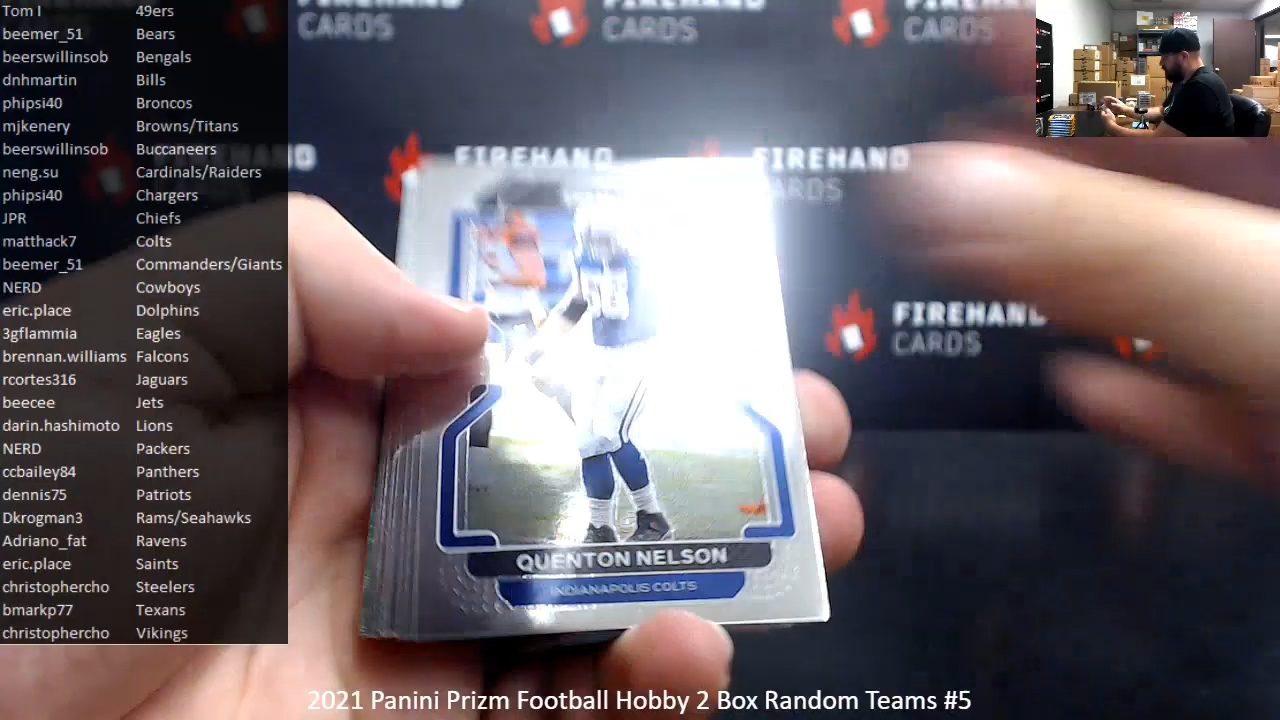 Tom I 49ers
beemer_51 Bears
beerswillinsob Bengals
dnhmartin Bills
phipsi40 Broncos
mjkenery Browns/Titans
beerswillinsob Buccaneers
neng.su Cardinals/Raiders
phipsi40 Chargers
JPR Chiefs
matthack7 Colts
beemer_51 Commanders/Giants
NERD Cowboys
eric.place Dolphins
3gflammia Eagles
brennan.williams Falcons
rcortes316 Jaguars
beecee Jets
darin.hashimoto Lions
NERD Packers
ccbailey84 Panthers
dennis75 Patriots
Dkrogman3 Rams/Seahawks
Adriano_fat Ravens
eric.place Saints
christophercho Steelers
bmarkp77 Texans
christophercho Vikings
CARDS
CARDS
CARDS
FIREHAND
FIREHAND
CARDS
FIREHAND
CARDS
QUENTON NELSON
INDIANAPOLIS COLTS
2021 Panini Prizm Football Hobby 2 Box Random Teams #5